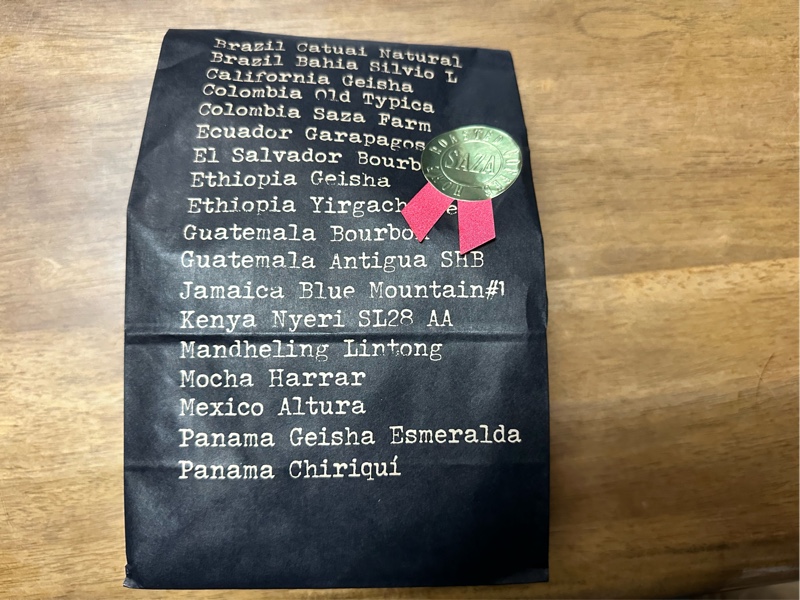 Brazil Catuai Natural
Brazil Bahia Silvio L
California Geisha
Colombia Old Typica
Colombia Saza Farm
Ecuador Garapagos
El Salvador Bourb
Ethiopia Geisha
Ethiopia
Guatemala Bourbon
Guatemala Antigua SHB
Jamaica Blue Mountain#1
Kenya Nyeri SL28 AA
Mandheling Lintong
Mocha Harrar
Mexico Altura
Panama Geisha Esmeralda
Panama Chiriquí
SAZA